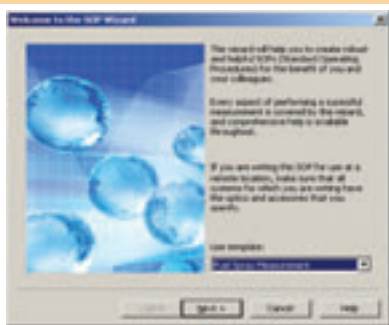 Welcome to the SOP Wizard
The wizard will help you to create robust
and helpful SOPs (Standard Operating
Procedures) for the benefit of you and
your colleagues.
Every aspect of performing a successful
measurement is covered by the wizard,
and comprehensive help is available
throughout.
If you are writing this SOP for use at a
remote location, make sure that all
systems for which you are writing have
the optics and accessories that you
specify.
Use template:
Measurement
Next >
Cancel
Help